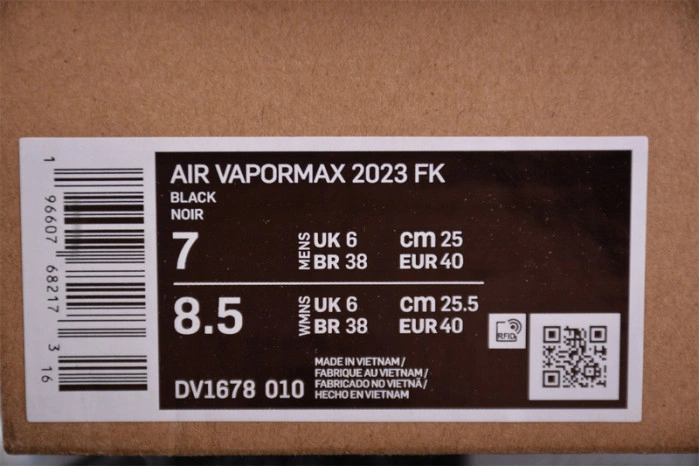 AIR VAPORMAX 2023 FK
BLACK
NOIR
7 MENS UK 6 cm 25
BR 38 EUR 40
8.5 WMNS UK 6 cm 25.5
BR 38 EUR 40
RFID
MADE IN VIETNAM /
FABRIQUE AU VIETNAM /
FABRICADO NO VIETNÃ /
HECHO EN VIETNAM
DV1678 010
1 96607 68217 3 16